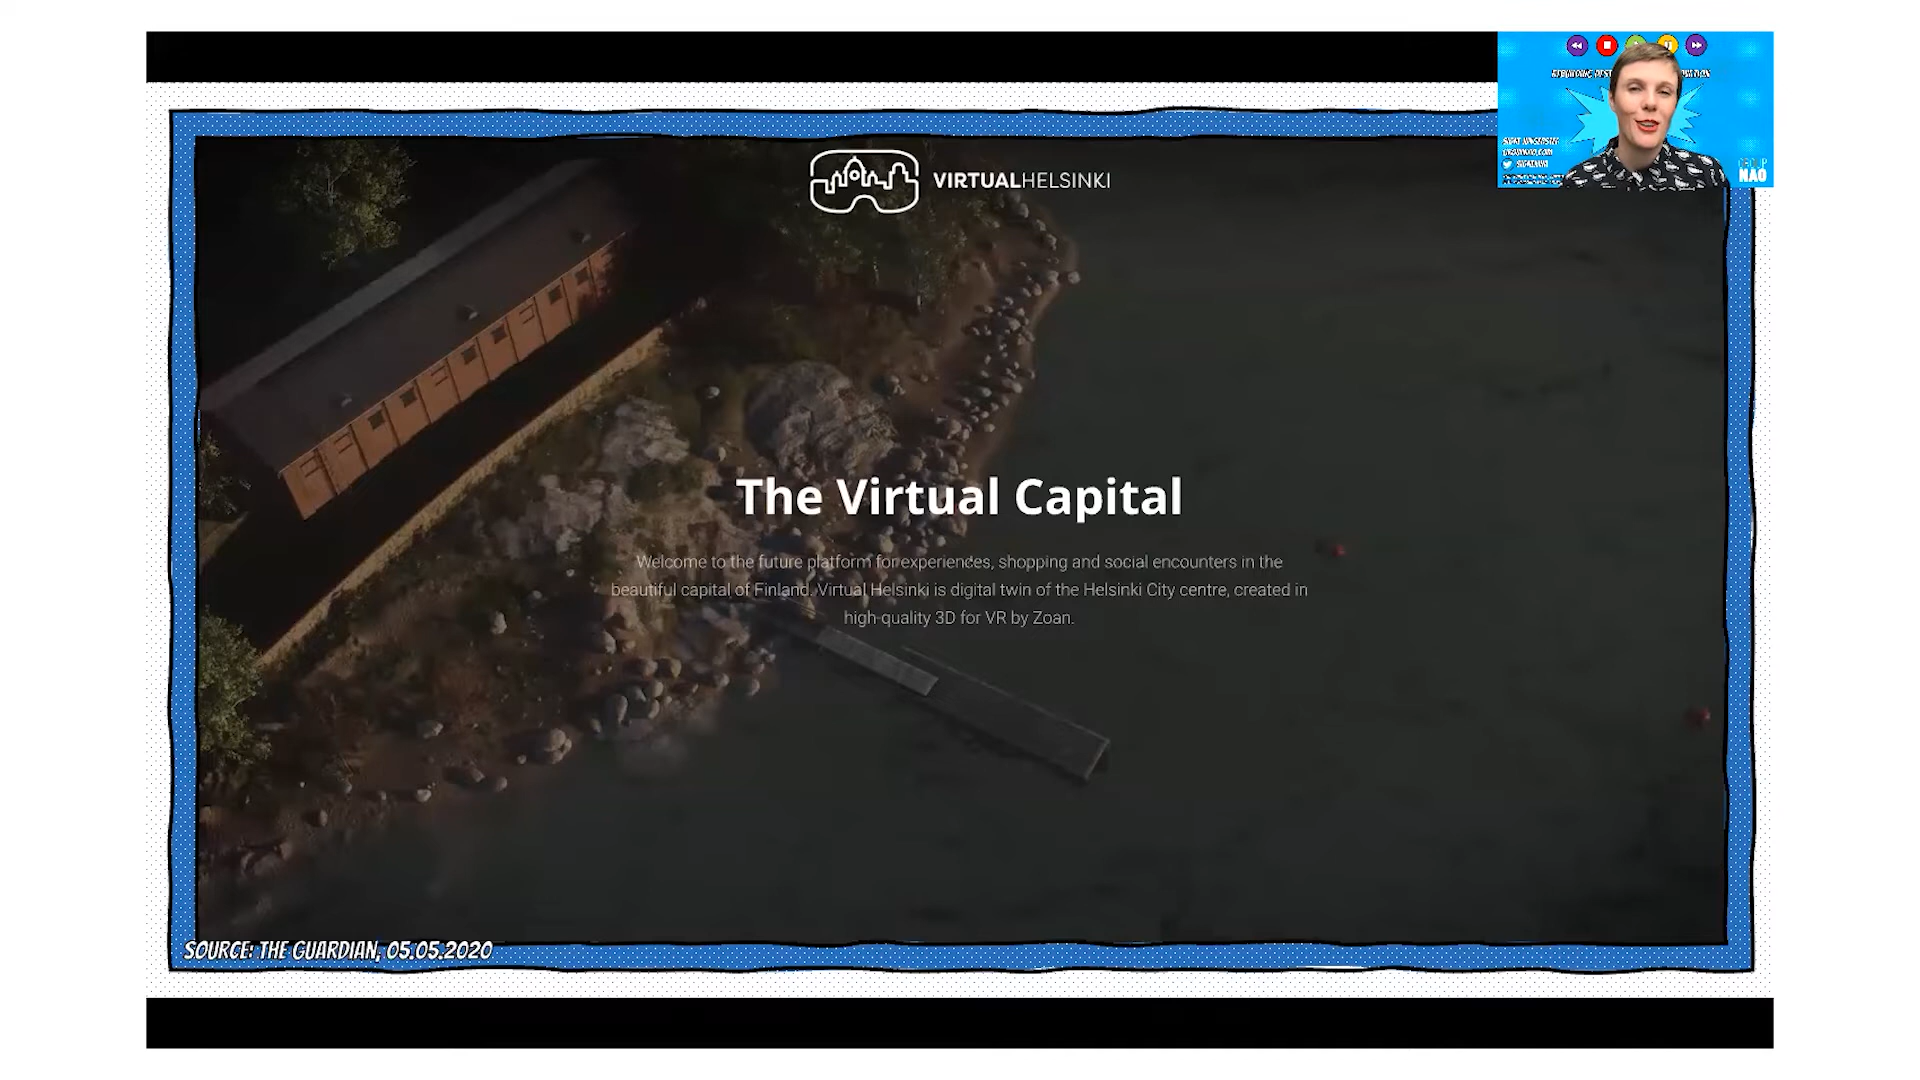 VIRTUALHELSINKI
The Virtual Capital
Welcome to the future platform for experiences, shopping and social encounters in the
beautiful capital of Finland. Virtual Helsinki is digital twin of the Helsinki City centre, created in
high-quality 3D for VR by Zoan.
SOURCE: THE GUARDIAN, 05.05.2020
GROUP
NAO